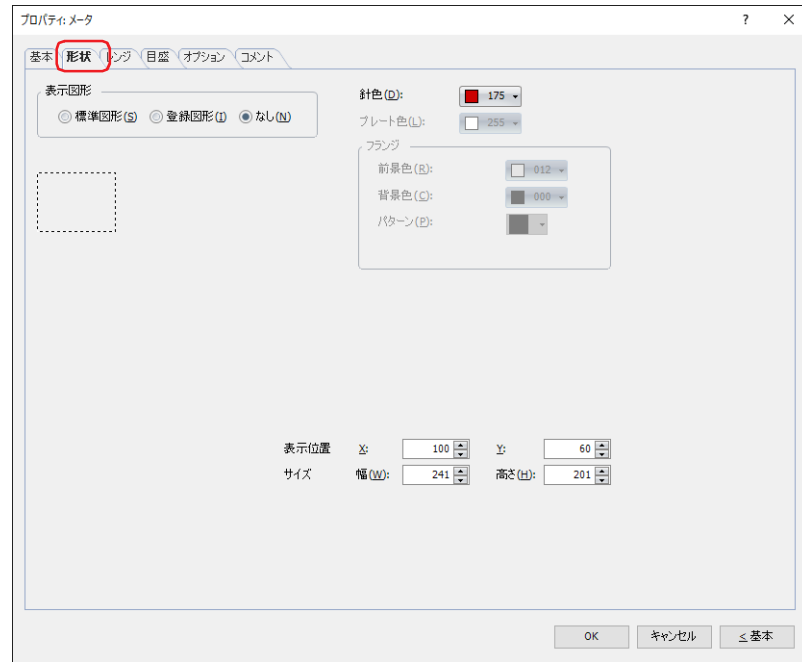 プロパティ: メータ ? ×
基本 形状 レンジ 目盛 オプション コメント
表示図形
標準図形(S) 登録図形(I) なし(N)
針色(D): 175
プレート色(L): 255
フランジ
前景色(R): 012
背景色(C): 000
パターン(P):
表示位置 X: 100 Y: 60
サイズ 幅(W): 241 高さ(H): 201
OK キャンセル <基本